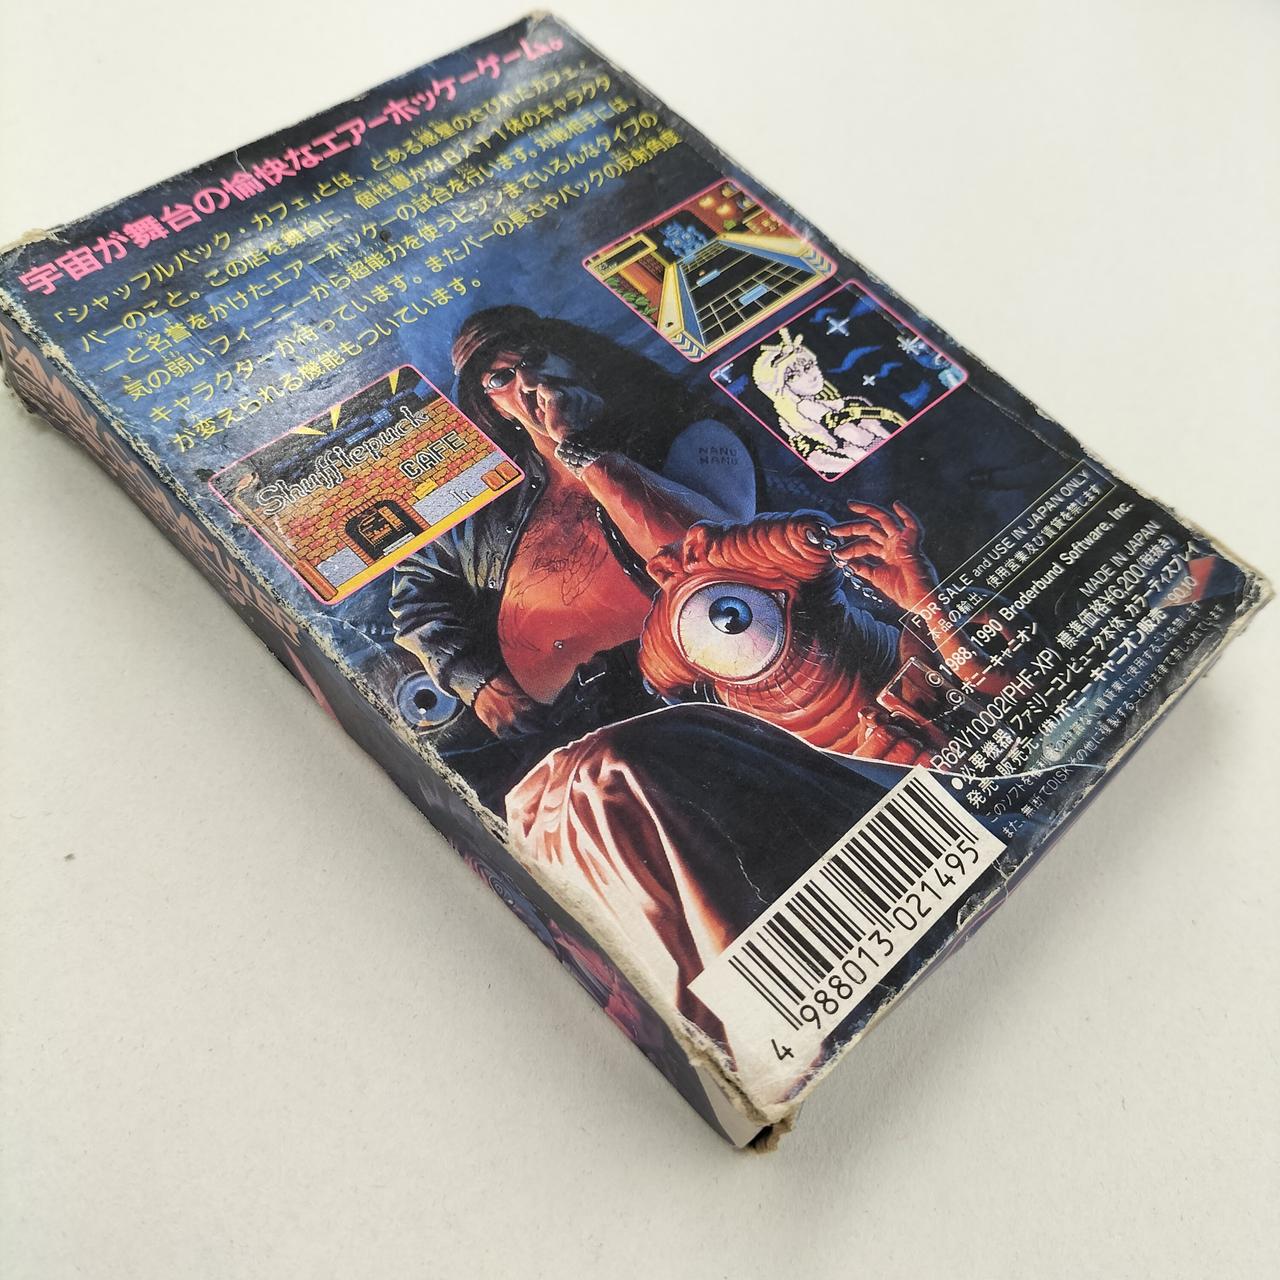 宇宙が舞台の愉快なエアーホッケーゲーム。
「シャッフルパック・カフェ」とは、とある惑星のさびれたカフェ・
バーのこと。この店を舞台に、個性豊かな8人+1体のキャラクタ
ーと名誉をかけたエアーホッケーの試合を行います。対戦相手には、
気の弱いフィーニーから超能力を使うビゾンまでいろんなタイプの
キャラクターが待っています。またバーの長さやパックの反射角度
が変えられる機能もついています。
Shufflepuck
CAFE
NANU
NANU
FOR SALE and USE IN JAPAN ONLY
本品の輸出、使用営業及び賃貸を禁じます
©1988,1990 Broderbund Software, Inc.
©ポニーキャニオン
MADE IN JAPAN
R62V10002(PHF-XP) 標準価格¥6,200(税抜き)
●必要機器/ファミリーコンピュータ本体、カラーディスプレイ
発売・販売元/(株)ポニーキャニオン販売
4 988013 021495